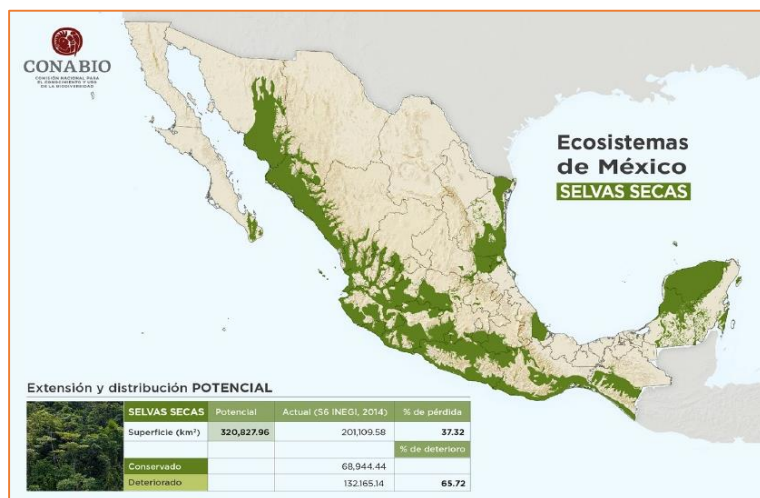 CONABIO
COMISIÓN NACIONAL PARA
EL CONOCIMIENTO Y USO
DE LA BIODIVERSIDAD
Ecosistemas
de México
SELVAS SECAS
Extensión y distribución POTENCIAL
SELVAS SECAS Potencial Actual (S6 INEGI, 2014) % de pérdida
Superficie (km²) 320,827.96 201,109.58 37.32
% de deterioro
Conservado 68,944.44
Deteriorado 132,165.14 65.72